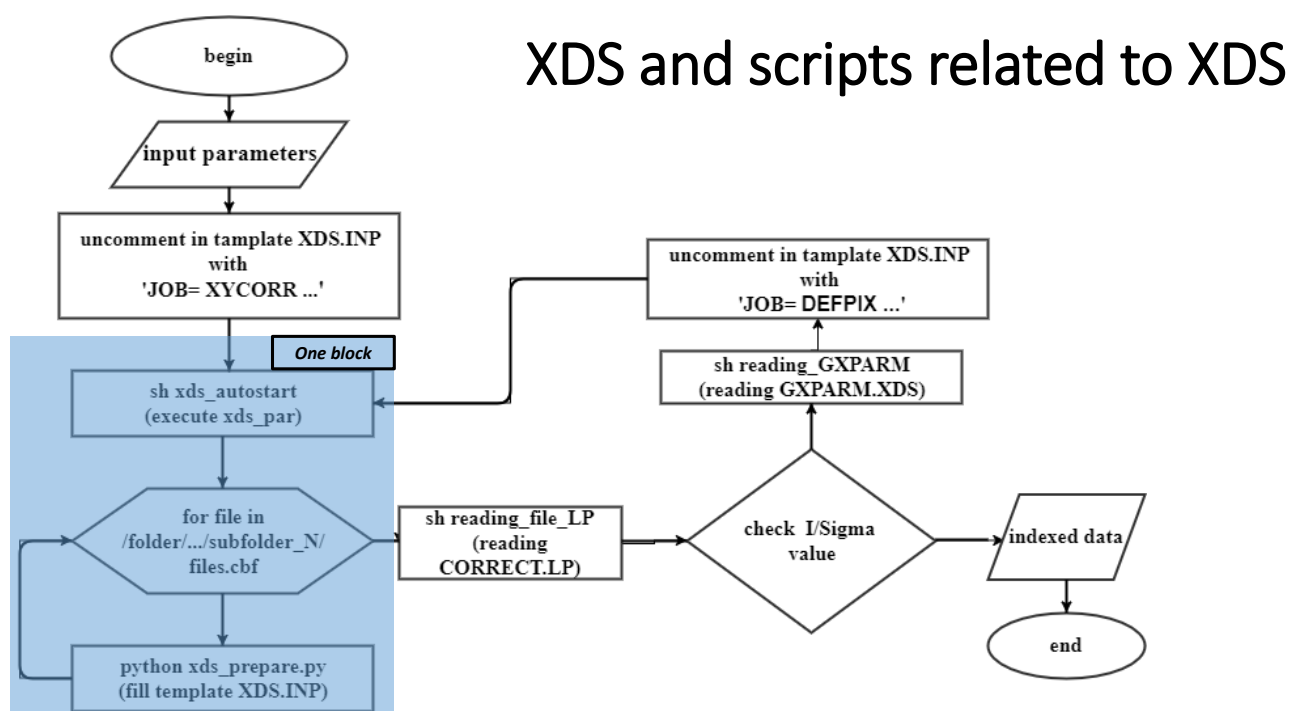 XDS and scripts related to XDS
begin
input parameters
uncomment in tamplate XDS.INP
with
'JOB= XYCORR ...'
One block
sh xds_autostart
(execute xds_par)
for file in
/folder/.../subfolder_N/
files.cbf
python xds_prepare.py
(fill template XDS.INP)
sh reading_file_LP
(reading
CORRECT.LP)
check I/Sigma
value
sh reading_GXPARM
(reading GXPARM.XDS)
uncomment in tamplate XDS.INP
with
'JOB= DEFPIX ...'
indexed data
end